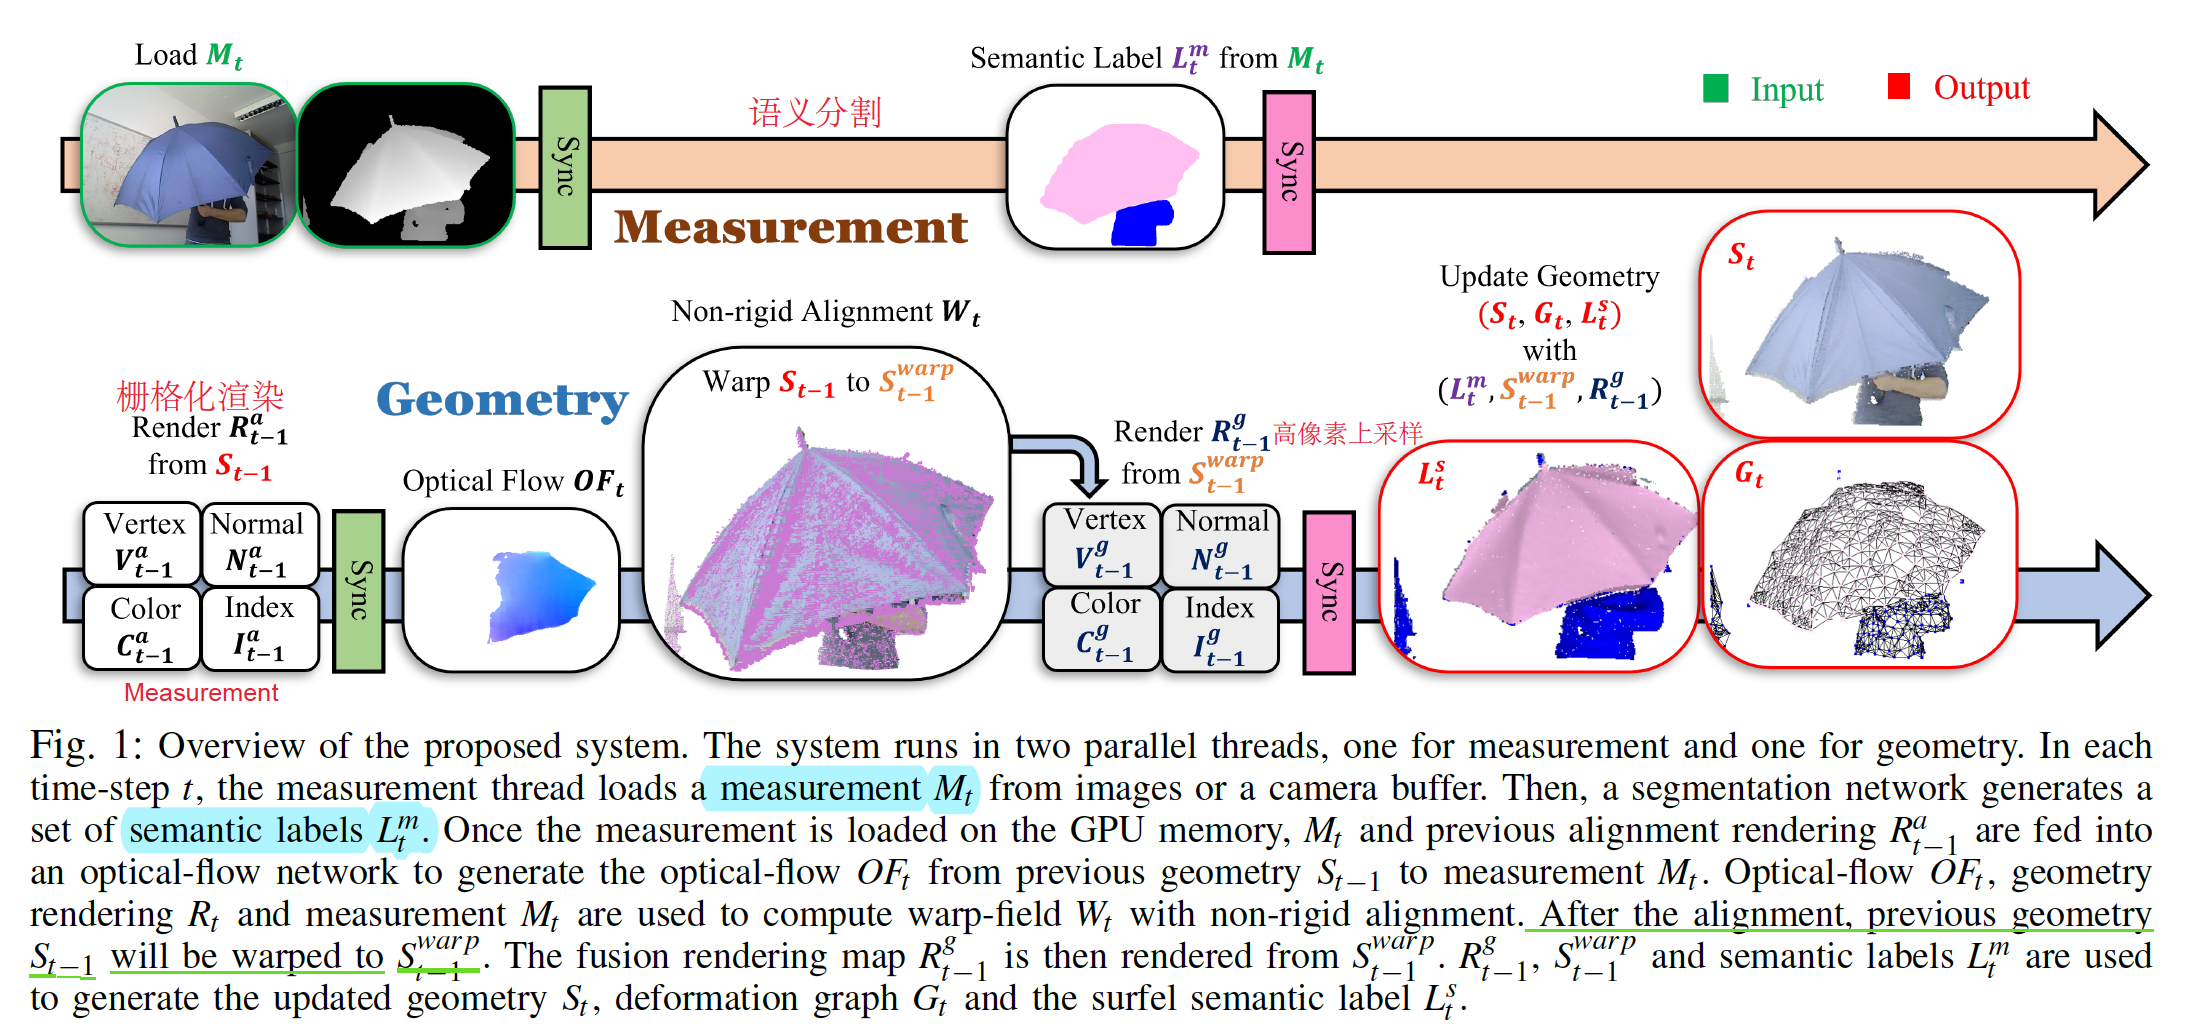 Load M_t
Semantic Label L_t^m from M_t
Input
Output
语义分割
Sync
Sync
Measurement
Non-rigid Alignment W_t
Update Geometry
(S_t, G_t, L_t^s)
with
(L_t^m, S_{t-1}^{warp}, R_{t-1}^g)
S_t
栅格化渲染
Render R_{t-1}^a
from S_{t-1}
Geometry
Warp S_{t-1} to S_{t-1}^{warp}
Optical Flow OF_t
Render R_{t-1}^g 高像素上采样
from S_{t-1}^{warp}
L_t^s
G_t
Vertex
V_{t-1}^a
Normal
N_{t-1}^a
Color
C_{t-1}^a
Index
I_{t-1}^a
Sync
Vertex
V_{t-1}^g
Normal
N_{t-1}^g
Color
C_{t-1}^g
Index
I_{t-1}^g
Sync
Measurement
Fig. 1: Overview of the proposed system. The system runs in two parallel threads, one for measurement and one for geometry. In each
time-step t, the measurement thread loads a measurement M_t from images or a camera buffer. Then, a segmentation network generates a
set of semantic labels L_t^m. Once the measurement is loaded on the GPU memory, M_t and previous alignment rendering R_{t-1}^a are fed into
an optical-flow network to generate the optical-flow OF_t from previous geometry S_{t-1} to measurement M_t. Optical-flow OF_t, geometry
rendering R_t and measurement M_t are used to compute warp-field W_t with non-rigid alignment. After the alignment, previous geometry
S_{t-1} will be warped to S_{t-1}^{warp}. The fusion rendering map R_{t-1}^g is then rendered from S_{t-1}^{warp}. R_{t-1}^g, S_{t-1}^{warp} and semantic labels L_t^m are used
to generate the updated geometry S_t, deformation graph G_t and the surfel semantic label L_t^s.